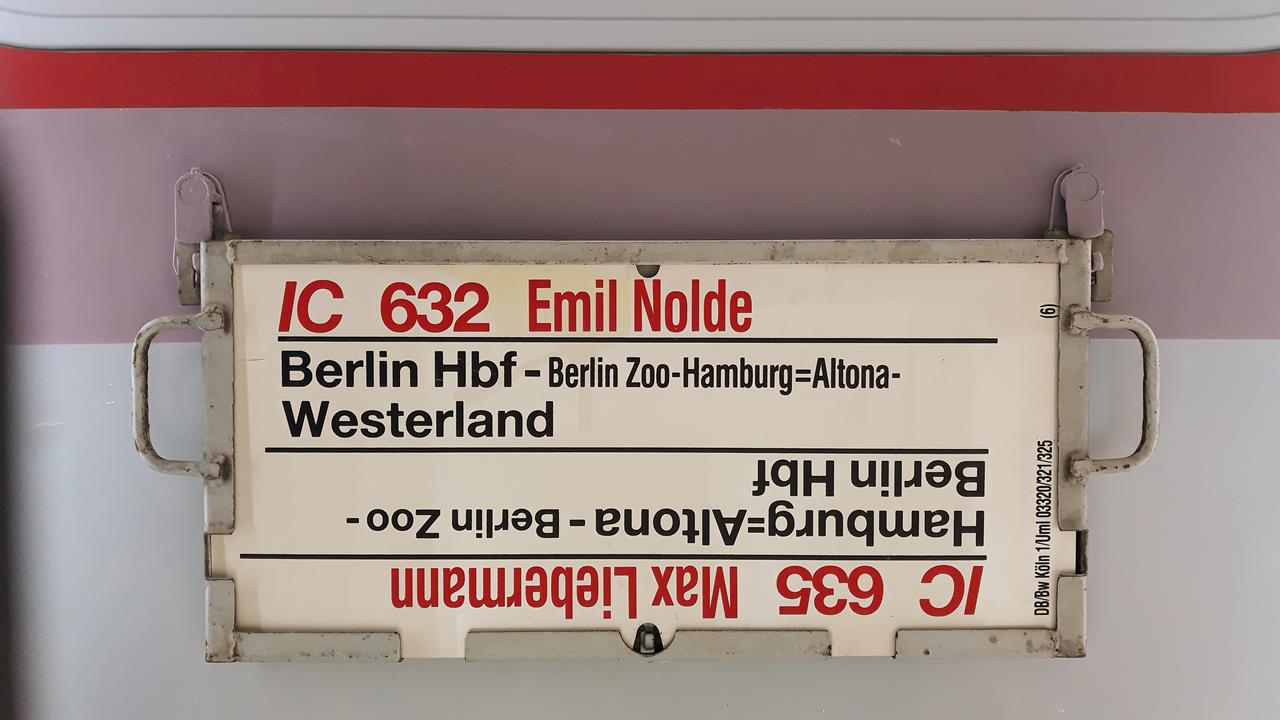 IC 632 Emil Nolde
Berlin Hbf - Berlin Zoo-Hamburg=Altona-
Westerland
IC 635 Max Liebermann
Hamburg=Altona - Berlin Zoo -
Berlin Hbf
(6)
DB/Bw Köln 1/Uml 03320/321/325